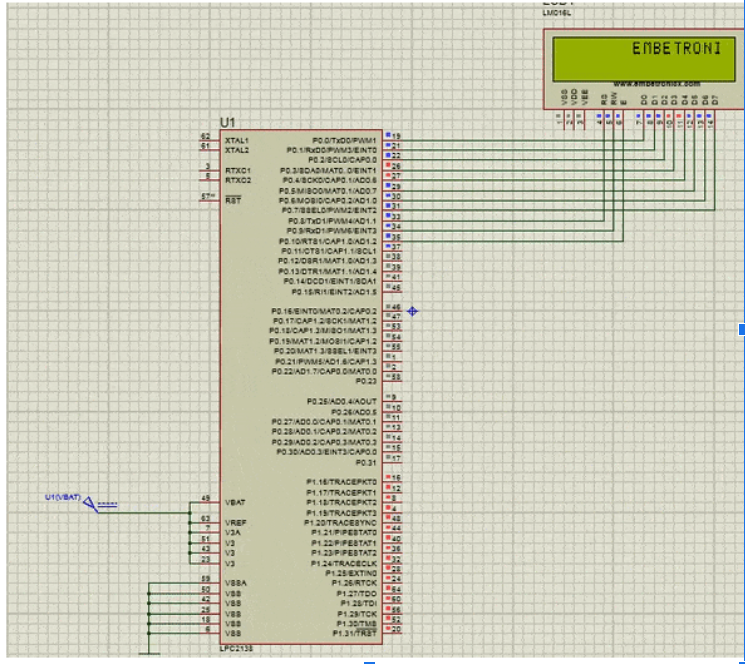 LM016L
EMBETRONI
www.embetronix.com
VSS VDD VEE RS RW E D0 D1 D2 D3 D4 D5 D6 D7
1 2 3 4 5 6 7 8 9 10 11 12 13 14
U1
62 XTAL1 P0.0/TxD0/PWM1 19
61 XTAL2 P0.1/RxD0/PWM3/EINT0 21
P0.2/SCL0/CAP0.0 22
3 RTXC1 P0.3/SDA0/MAT0.0/EINT1 26
5 RTXC2 P0.4/SCK0/CAP0.1/AD0.6 27
P0.5/MISO0/MAT0.1/AD0.7 29
57 RST P0.6/MOSI0/CAP0.2/AD1.0 30
P0.7/SSEL0/PWM2/EINT2 31
P0.8/TxD1/PWM4/AD1.1 33
P0.9/RxD1/PWM6/EINT3 34
P0.10/RTS1/CAP1.0/AD1.2 35
P0.11/CTS1/CAP1.1/SCL1 37
P0.12/DSR1/MAT1.0/AD1.3 38
P0.13/DTR1/MAT1.1/AD1.4 39
P0.14/DCD1/EINT1/SDA1 41
P0.15/RI1/EINT2/AD1.5 45
P0.16/EINT0/MAT0.2/CAP0.2 46
P0.17/CAP1.2/SCK1/MAT1.2 47
P0.18/CAP1.3/MISO1/MAT1.3 53
P0.19/MAT1.2/MOSI1/CAP1.2 54
P0.20/MAT1.3/SSEL1/EINT3 55
P0.21/PWM5/AD1.6/CAP1.3 1
P0.22/AD1.7/CAP0.0/MAT0.0 2
P0.23 58
P0.25/AD0.4/AOUT 9
P0.26/AD0.5 10
P0.27/AD0.0/CAP0.1/MAT0.1 11
P0.28/AD0.1/CAP0.2/MAT0.2 13
P0.29/AD0.2/CAP0.3/MAT0.3 14
P0.30/AD0.3/EINT3/CAP0.0 15
P0.31 17
P1.16/TRACEPKT0 16
P1.17/TRACEPKT1 12
U1(VBAT) 49 VBAT P1.18/TRACEPKT2 8
P1.19/TRACEPKT3 4
63 VREF P1.20/TRACESYNC 48
7 V3A P1.21/PIPESTAT0 44
51 V3 P1.22/PIPESTAT1 40
43 V3 P1.23/PIPESTAT2 36
23 V3 P1.24/TRACECLK 32
P1.25/EXTIN0 28
59 VSSA P1.26/RTCK 24
50 VSS P1.27/TDO 64
42 VSS P1.28/TDI 60
25 VSS P1.29/TCK 56
18 VSS P1.30/TMS 52
6 VSS P1.31/TRST 20
LPC2138